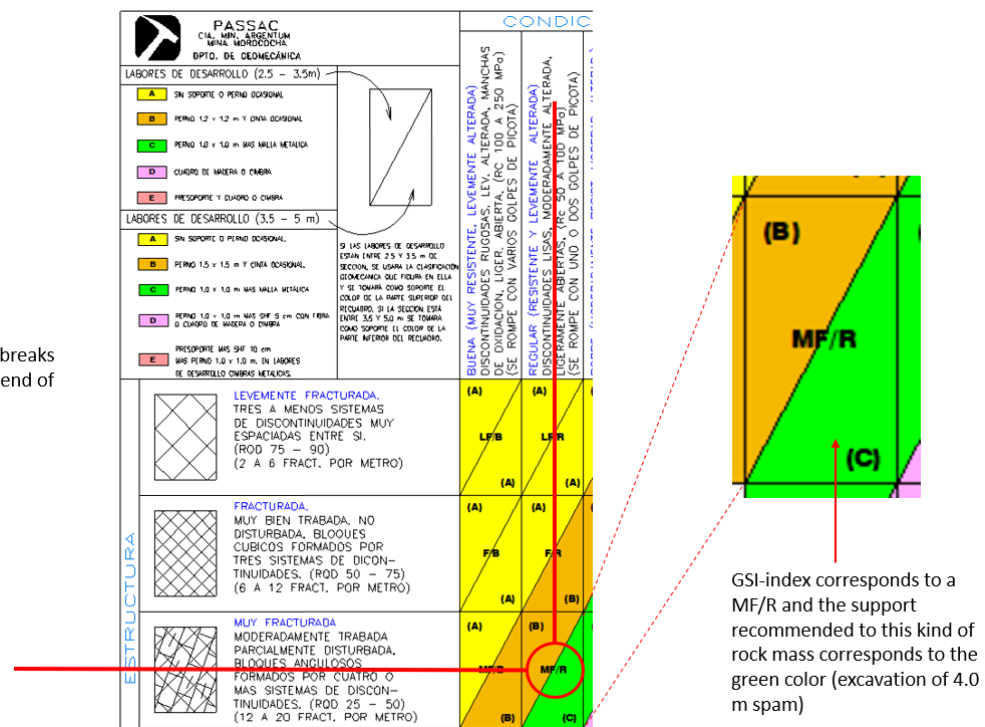 PASSAC
CIA. MIN. ARGENTUM
MINA MOROCOCHA
DPTO. DE GEOMECÁNICA
LABORES DE DESARROLLO (2.5 - 3.5m)
A SIN SOPORTE O PERNO OCASIONAL
B PERNO 1.2 x 1.2 m Y CINTA OCASIONAL
C PERNO 1.0 x 1.0 m MAS MALLA METALICA
D CUADRO DE MADERA O CIMBRA
E PRESOPORTE Y CUADRO O CIMBRA
LABORES DE DESARROLLO (3.5 - 5 m)
A SIN SOPORTE O PERNO OCASIONAL.
B PERNO 1.5 x 1.5 m Y CINTA OCASIONAL.
C PERNO 1.0 x 1.0 m MAS MALLA METALICA
D PERNO 1.0 x 1.0 m MAS SHF 5 cm CON FIBRA
O CUADRO DE MADERA O CIMBRA
E PRESOPORTE MAS SHF 10 cm
MAS PERNO 1.0 x 1.0 m, EN LABORES
DE DESARROLLO CIMBRAS METALICAS.
SI LAS LABORES DE DESARROLLO
ESTAN ENTRE 2.5 Y 3.5 m DE
SECCION, SE USARA LA CLASIFICACIÓN
GEOMECANICA QUE FIGURA EN ELLA
Y SE TOMARA COMO SOPORTE EL
COLOR DE LA PARTE SUPERIOR DEL
RECUADRO. SI LA SECCION ESTA
ENTRE 3.5 Y 5.0 m SE TOMARA
COMO SOPORTE EL COLOR DE LA
PARTE INFERIOR DEL RECUADRO.
CONDIC
BUENA (MUY RESISTENTE, LEVEMENTE ALTERADA)
DISCONTINUIDADES RUGOSAS, LEV. ALTERADA, MANCHAS
DE OXIDACION, LIGER. ABIERTA, (RC 100 A 250 MPa)
(SE ROMPE CON VARIOS GOLPES DE PICOTA)
REGULAR (RESISTENTE Y LEVEMENTE ALTERADA)
DISCONTINUIDADES LISAS, MODERADAMENTE ALTERADA,
LIGERAMENTE ABIERTAS, (Rc 50 A 100 MPa)
(SE ROMPE CON UNO O DOS GOLPES DE PICOTA)
breaks
end of
ESTRUCTURA
LEVEMENTE FRACTURADA.
TRES A MENOS SISTEMAS
DE DISCONTINUIDADES MUY
ESPACIADAS ENTRE SI.
(RQD 75 - 90)
(2 A 6 FRACT. POR METRO)
(A) LF/B (A)
(A) LF/R (A)
FRACTURADA.
MUY BIEN TRABADA, NO
DISTURBADA, BLOQUES
CUBICOS FORMADOS POR
TRES SISTEMAS DE DICON-
TINUIDADES. (RQD 50 - 75)
(6 A 12 FRACT. POR METRO)
(A) F/B (A)
(A) F/R (B)
MUY FRACTURADA
MODERADAMENTE TRABADA
PARCIALMENTE DISTURBADA,
BLOQUES ANGULOSOS
FORMADOS POR CUATRO O
MAS SISTEMAS DE DISCON-
TINUIDADES. (RQD 25 - 50)
(12 A 20 FRACT. POR METRO)
(A) MF/B (B)
(B) MF/R (C)
(B)
MF/R
(C)
GSI-index corresponds to a
MF/R and the support
recommended to this kind of
rock mass corresponds to the
green color (excavation of 4.0
m spam)